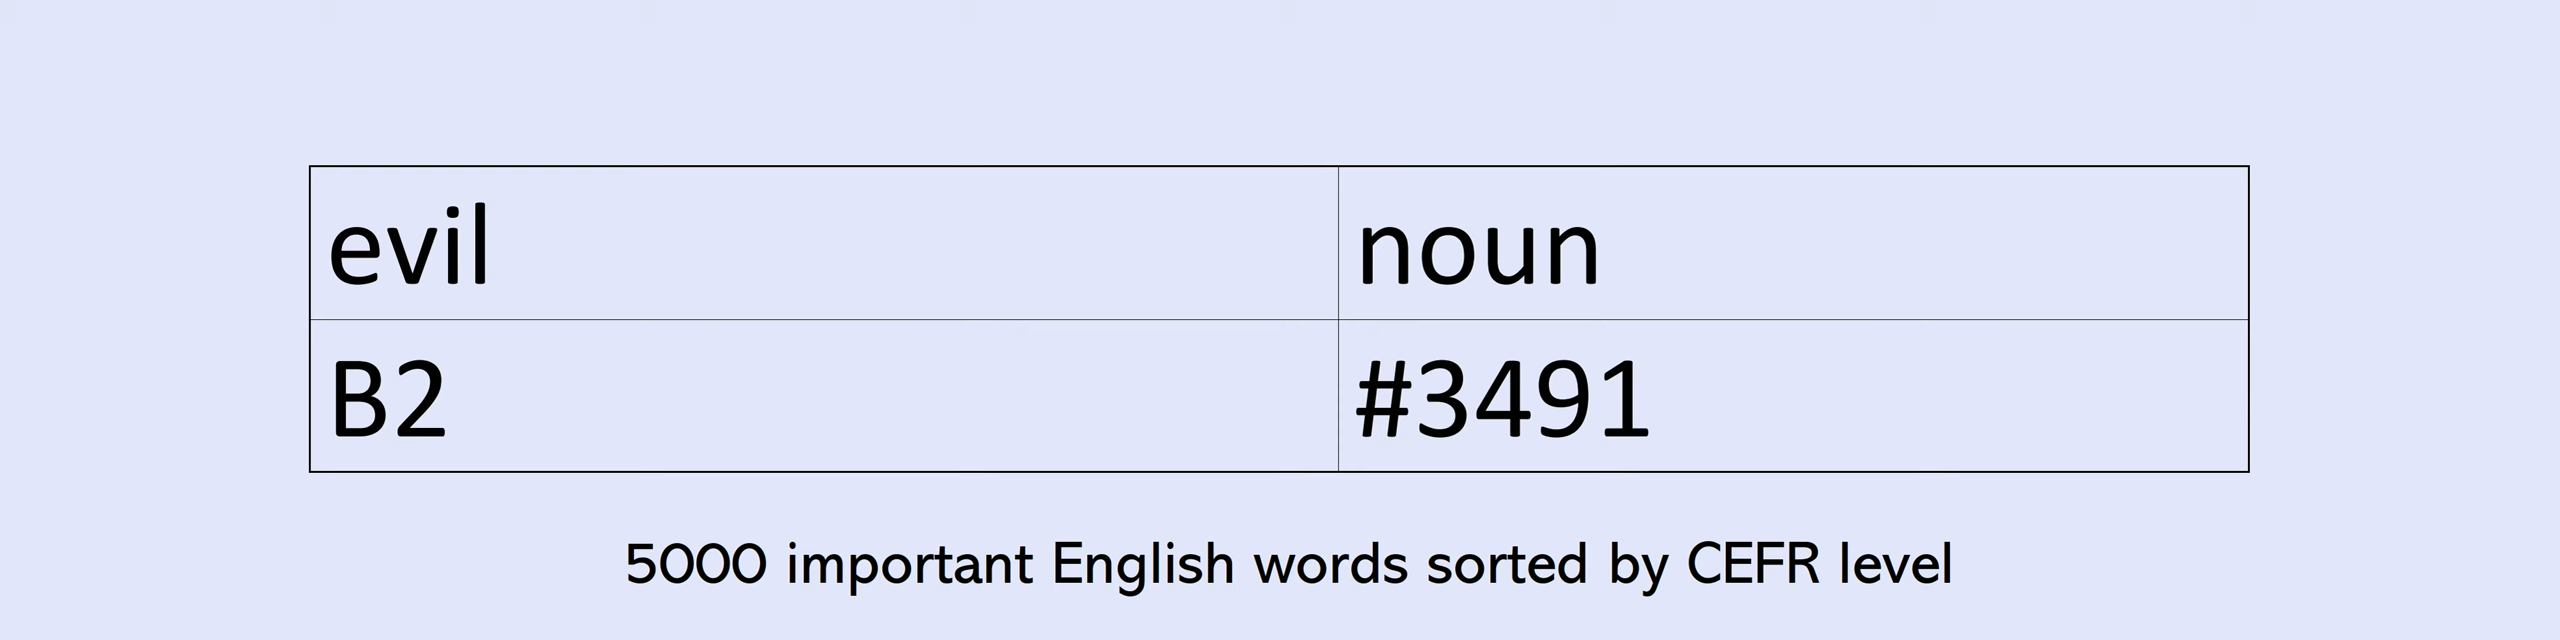 evil noun
B2 #3491
5000 important English words sorted by CEFR level